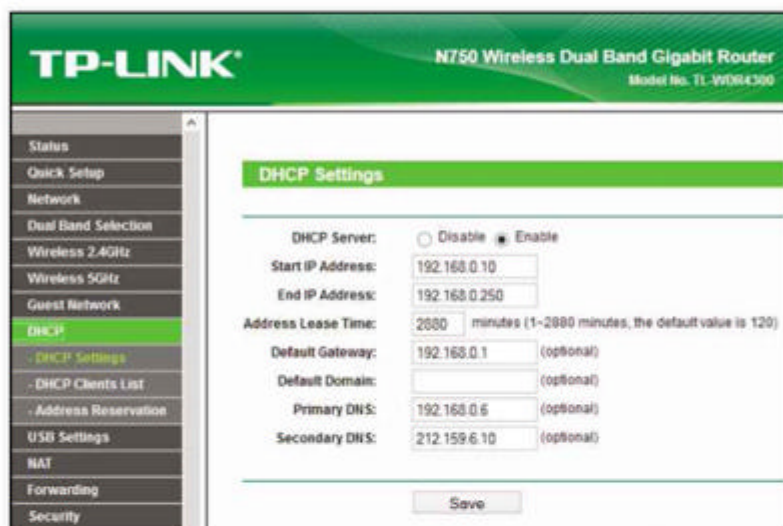 TP-LINK®
N750 Wireless Dual Band Gigabit Router
Model No. TL-WDR4300
Status
Quick Setup
Network
Dual Band Selection
Wireless 2.4GHz
Wireless 5GHz
Guest Network
DHCP
- DHCP Settings
- DHCP Clients List
- Address Reservation
USB Settings
NAT
Forwarding
Security
DHCP Settings
DHCP Server: Disable Enable
Start IP Address: 192.168.0.10
End IP Address: 192.168.0.250
Address Lease Time: 2880 minutes (1~2880 minutes, the default value is 120)
Default Gateway: 192.168.0.1 (optional)
Default Domain: (optional)
Primary DNS: 192.168.0.6 (optional)
Secondary DNS: 212.159.6.10 (optional)
Save